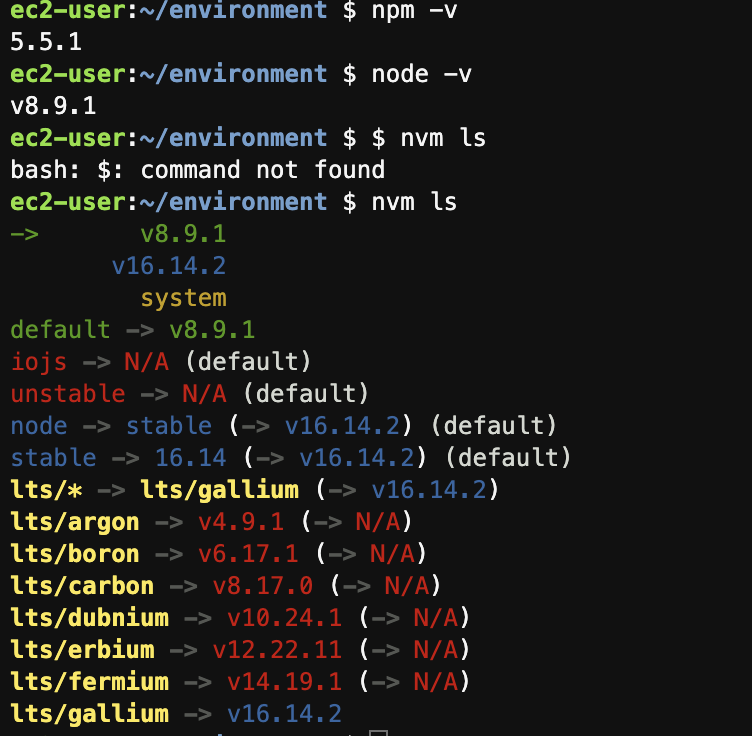 ec2-user:~/environment $ npm -v
5.5.1
ec2-user:~/environment $ node -v
v8.9.1
ec2-user:~/environment $ $ nvm ls
bash: $: command not found
ec2-user:~/environment $ nvm ls
->       v8.9.1
       v16.14.2
         system
default -> v8.9.1
iojs -> N/A (default)
unstable -> N/A (default)
node -> stable (-> v16.14.2) (default)
stable -> 16.14 (-> v16.14.2) (default)
lts/* -> lts/gallium (-> v16.14.2)
lts/argon -> v4.9.1 (-> N/A)
lts/boron -> v6.17.1 (-> N/A)
lts/carbon -> v8.17.0 (-> N/A)
lts/dubnium -> v10.24.1 (-> N/A)
lts/erbium -> v12.22.11 (-> N/A)
lts/fermium -> v14.19.1 (-> N/A)
lts/gallium -> v16.14.2